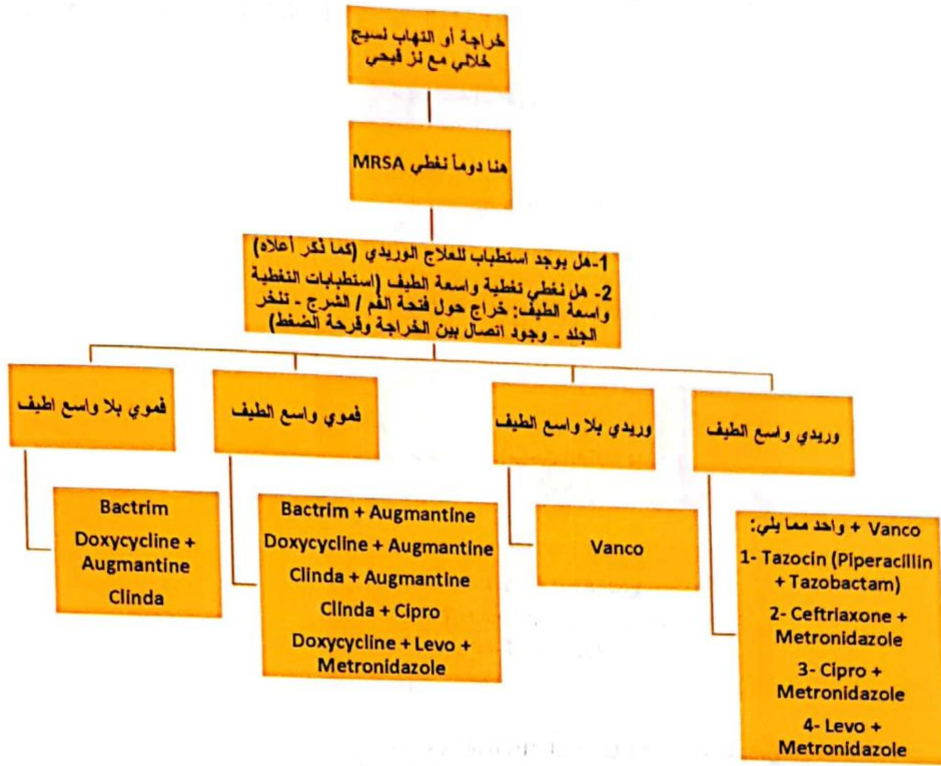 خراجة أو التهاب نسيج
خلالي مع نز قيحي
هنا دوماً نغطي MRSA
1-هل يوجد استطباب للعلاج الوريدي (كما ذكر أعلاه)
2- هل نغطي تغطية واسعة الطيف (استطبابات التغطية
واسعة الطيف: خراج حول فتحة الفم / الشرج - تنخر
الجلد - وجود اتصال بين الخراجة وقرحة الضغط)
فموي بلا واسع اطيف
Bactrim
Doxycycline +
Augmantine
Clinda
فموي واسع الطيف
Bactrim + Augmantine
Doxycycline + Augmantine
Clinda + Augmantine
Clinda + Cipro
Doxycycline + Levo +
Metronidazole
وريدي بلا واسع الطيف
Vanco
وريدي واسع الطيف
Vanco + واحد مما يلي:
1- Tazocin (Piperacillin
+ Tazobactam)
2- Ceftriaxone +
Metronidazole
3- Cipro +
Metronidazole
4- Levo +
Metronidazole